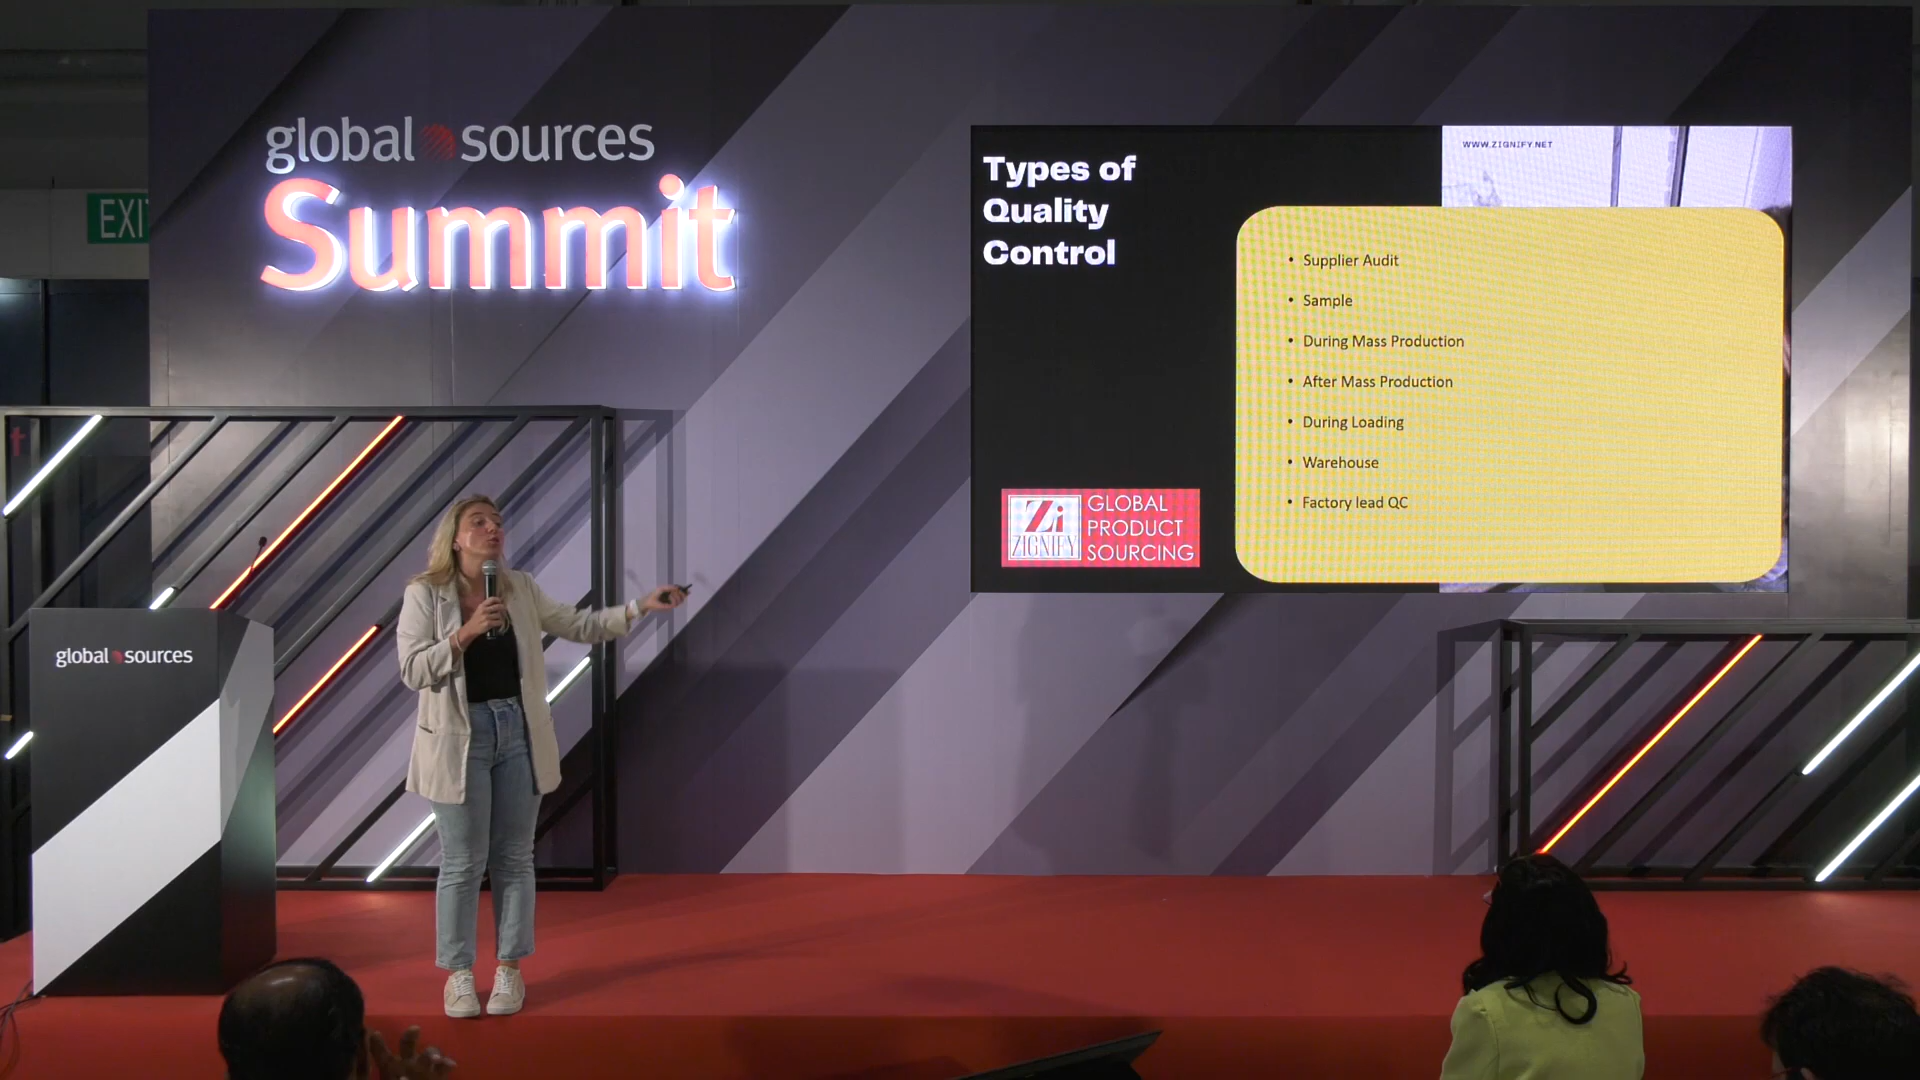 global sources
Summit
EXI
WWW.ZIGNIFY.NET
Types of
Quality
Control
• Supplier Audit
• Sample
• During Mass Production
• After Mass Production
• During Loading
• Warehouse
• Factory lead QC
Zi
ZIGNIFY
GLOBAL
PRODUCT
SOURCING
global sources